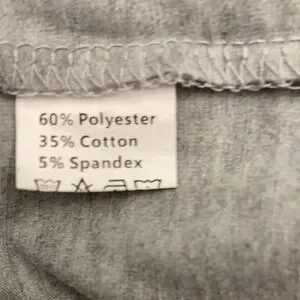 60% Polyester
35% Cotton
5% Spandex